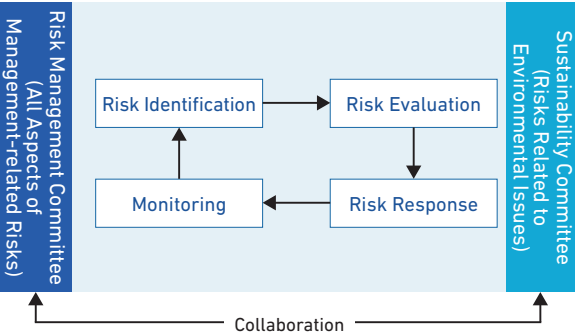 Risk Management Committee
(All Aspects of
Management-related Risks)
Risk Identification
Risk Evaluation
Monitoring
Risk Response
Sustainability Committee
(Risks Related to
Environmental Issues)
Collaboration